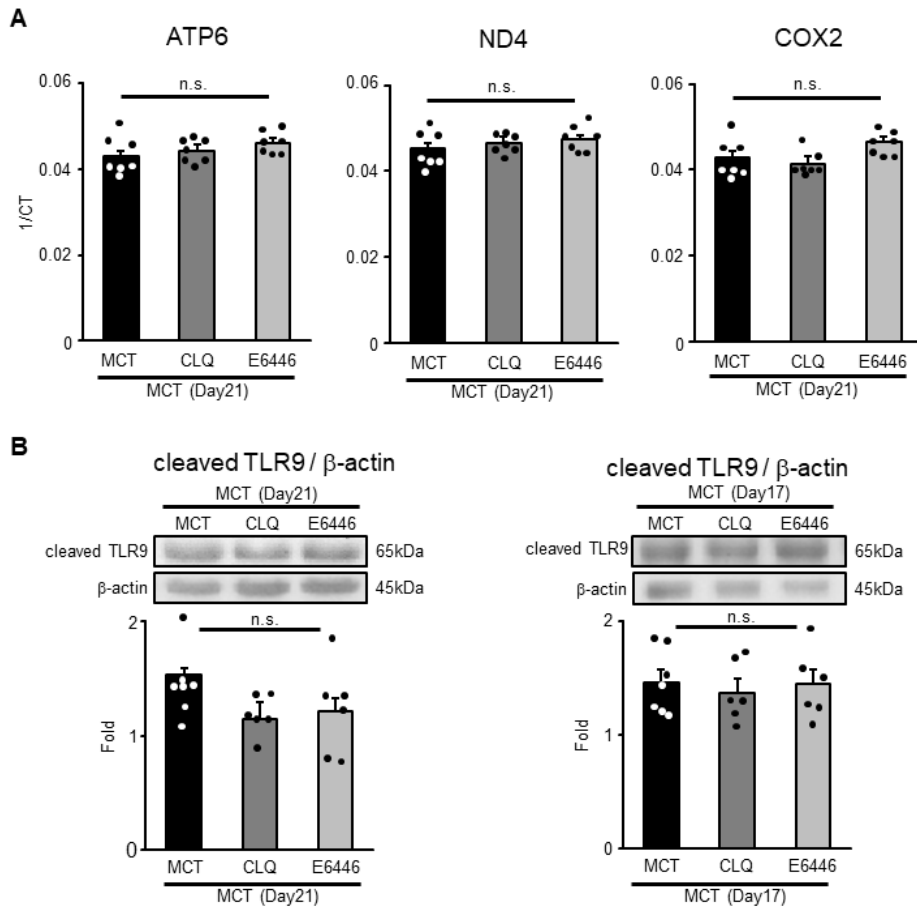 A
ATP6
ND4
COX2
n.s.
n.s.
n.s.
0.06
0.04
0.02
0
1/CT
0.06
0.04
0.02
0
0.06
0.04
0.02
0
MCT CLQ E6446
MCT (Day21)
MCT CLQ E6446
MCT (Day21)
MCT CLQ E6446
MCT (Day21)
B
cleaved TLR9 / β-actin
MCT (Day21)
MCT CLQ E6446
cleaved TLR9 65kDa
β-actin 45kDa
n.s.
2
1
0
Fold
MCT CLQ E6446
MCT (Day21)
cleaved TLR9 / β-actin
MCT (Day17)
MCT CLQ E6446
cleaved TLR9 65kDa
β-actin 45kDa
n.s.
2
1
0
Fold
MCT CLQ E6446
MCT (Day17)